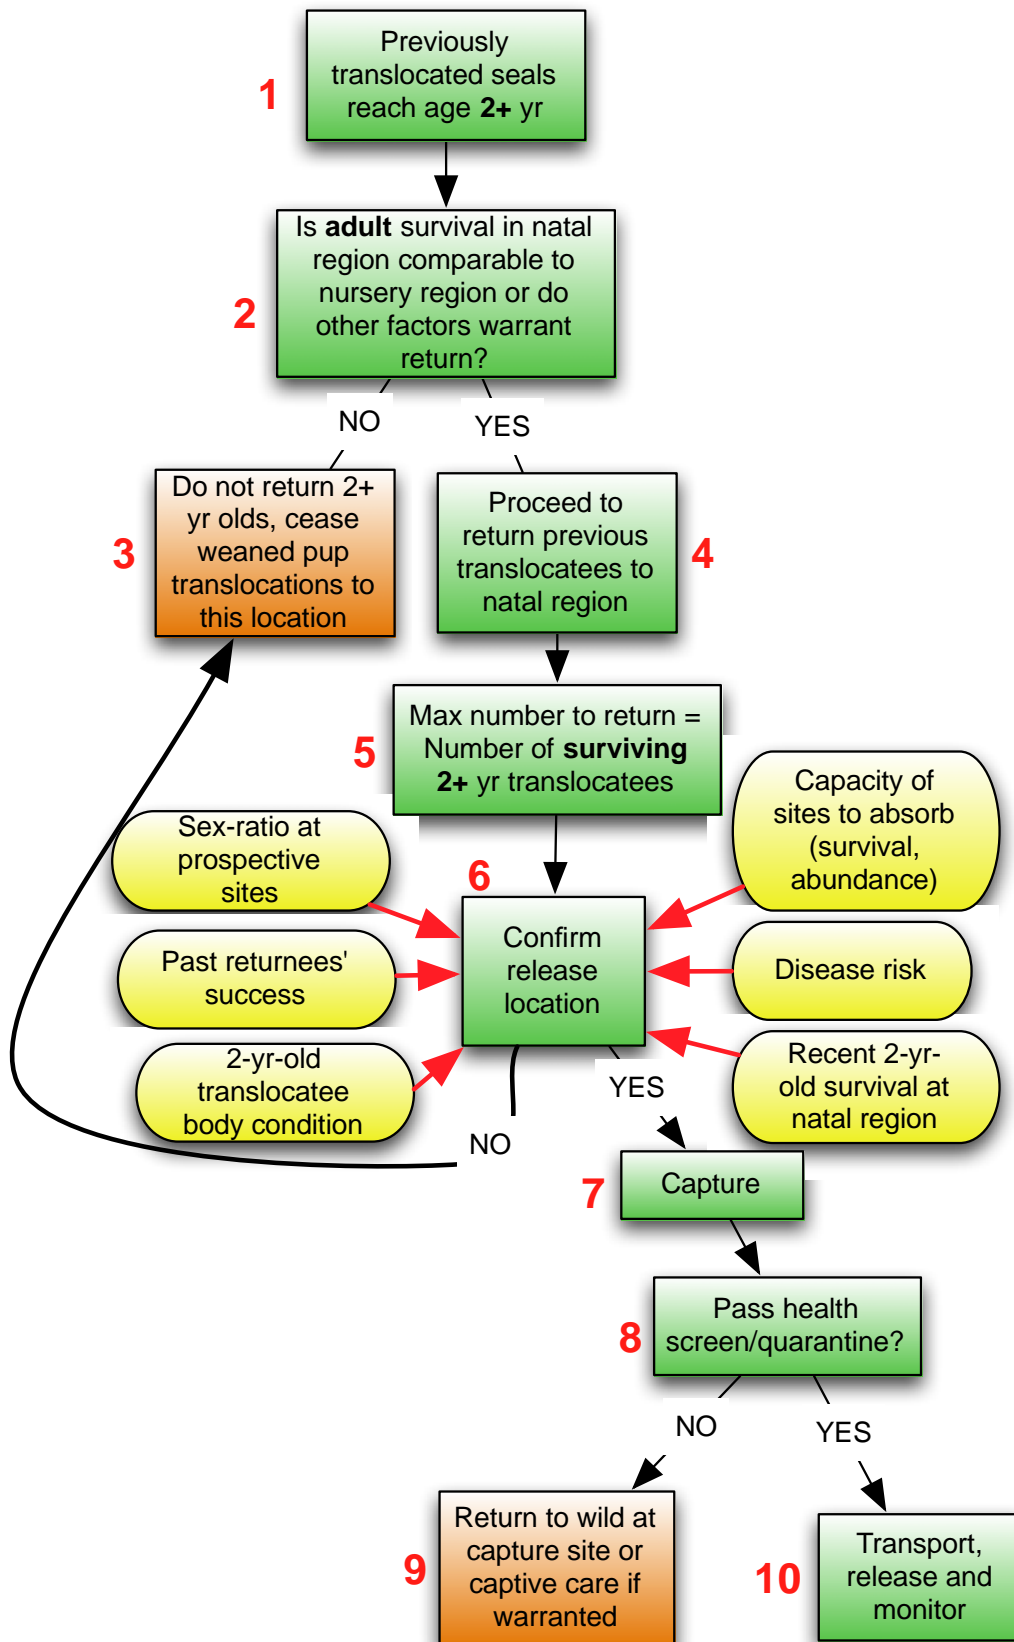 Previously
translocated seals
reach age 2+ yr
1
Is adult survival in natal
region comparable to
nursery region or do
other factors warrant
return?
2
NO
YES
Do not return 2+
yr olds, cease
weaned pup
translocations to
this location
3
Proceed to
return previous
translocatees to
natal region
4
Max number to return =
Number of surviving
2+ yr translocatees
5
Sex-ratio at
prospective
sites
Past returnees'
success
2-yr-old
translocatee
body condition
6
Confirm
release
location
Capacity of
sites to absorb
(survival,
abundance)
Disease risk
Recent 2-yr-
old survival at
natal region
NO
YES
7
Capture
8
Pass health
screen/quarantine?
NO
YES
9
Return to wild at
capture site or
captive care if
warranted
10
Transport,
release and
monitor